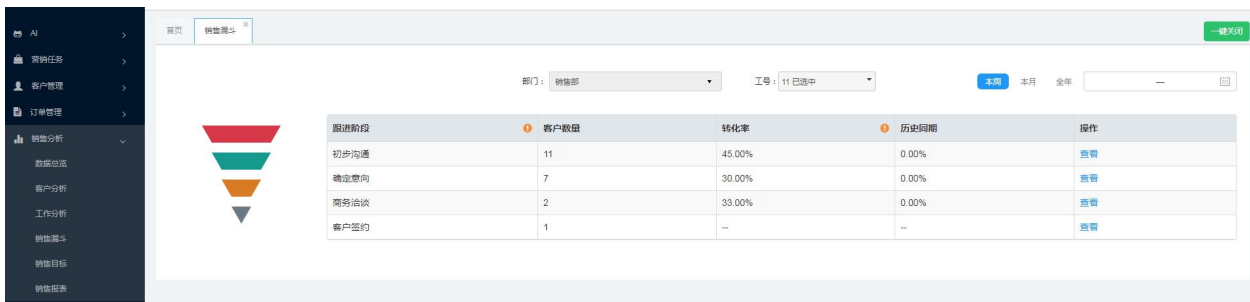 AI
营销任务
客户管理
订单管理
销售分析
数据总览
客户分析
工作分析
销售漏斗
销售目标
销售报表
首页 销售漏斗 一键关闭
部门： 销售部 工号： 11 已选中 本周 本月 全年 —
跟进阶段 客户数量 转化率 历史同期 操作
初步沟通 11 45.00% 0.00% 查看
确定意向 7 30.00% 0.00% 查看
商务洽谈 2 33.00% 0.00% 查看
客户签约 1 -- -- 查看